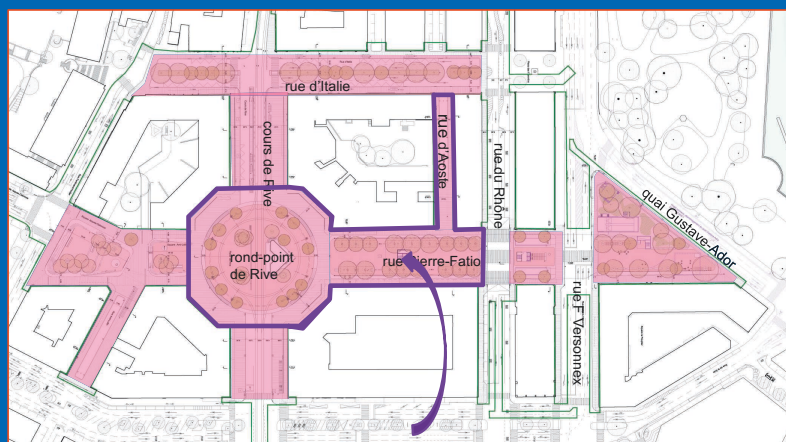 rue d'Italie
cours de Rive
rue d'Aoste
rue du Rhône
quai Gustave-Ador
rond-point
de Rive
rue Pierre-Fatio
rue F Versonnex